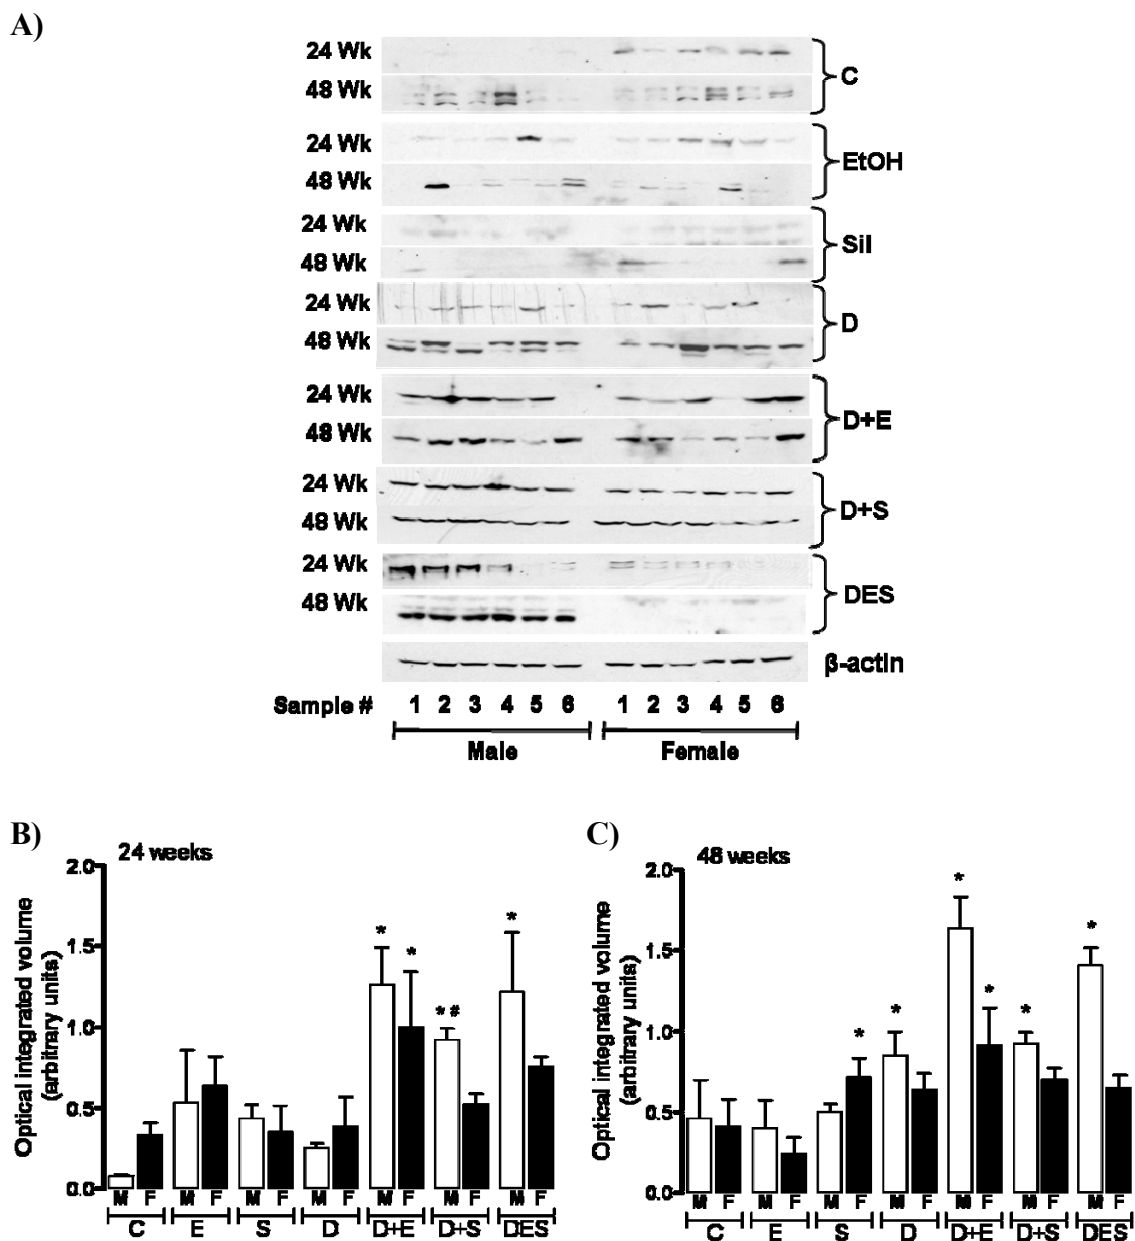 A)
24 Wk
48 Wk
C
24 Wk
48 Wk
EtOH
24 Wk
48 Wk
Sil
24 Wk
48 Wk
D
24 Wk
48 Wk
D+E
24 Wk
48 Wk
D+S
24 Wk
48 Wk
DES
β-actin
Sample # 1 2 3 4 5 6 1 2 3 4 5 6
Male Female
B)
24 weeks
Optical integrated volume
(arbitrary units)
2.0
1.5
1.0
0.5
0.0
* * * # *
M F M F M F M F M F M F M F
C E S D D+E D+S DES
C)
48 weeks
Optical integrated volume
(arbitrary units)
2.0
1.5
1.0
0.5
0.0
* * * * * *
M F M F M F M F M F M F M F
C E S D D+E D+S DES